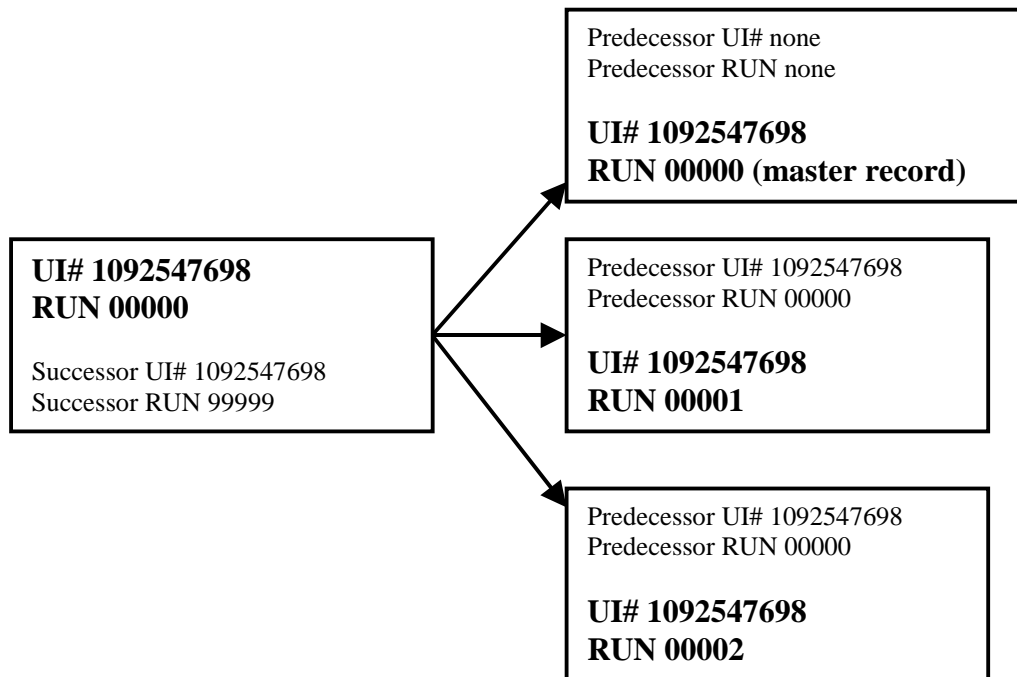 UI# 1092547698
RUN 00000
Successor UI# 1092547698
Successor RUN 99999
Predecessor UI# none
Predecessor RUN none
UI# 1092547698
RUN 00000 (master record)
Predecessor UI# 1092547698
Predecessor RUN 00000
UI# 1092547698
RUN 00001
Predecessor UI# 1092547698
Predecessor RUN 00000
UI# 1092547698
RUN 00002